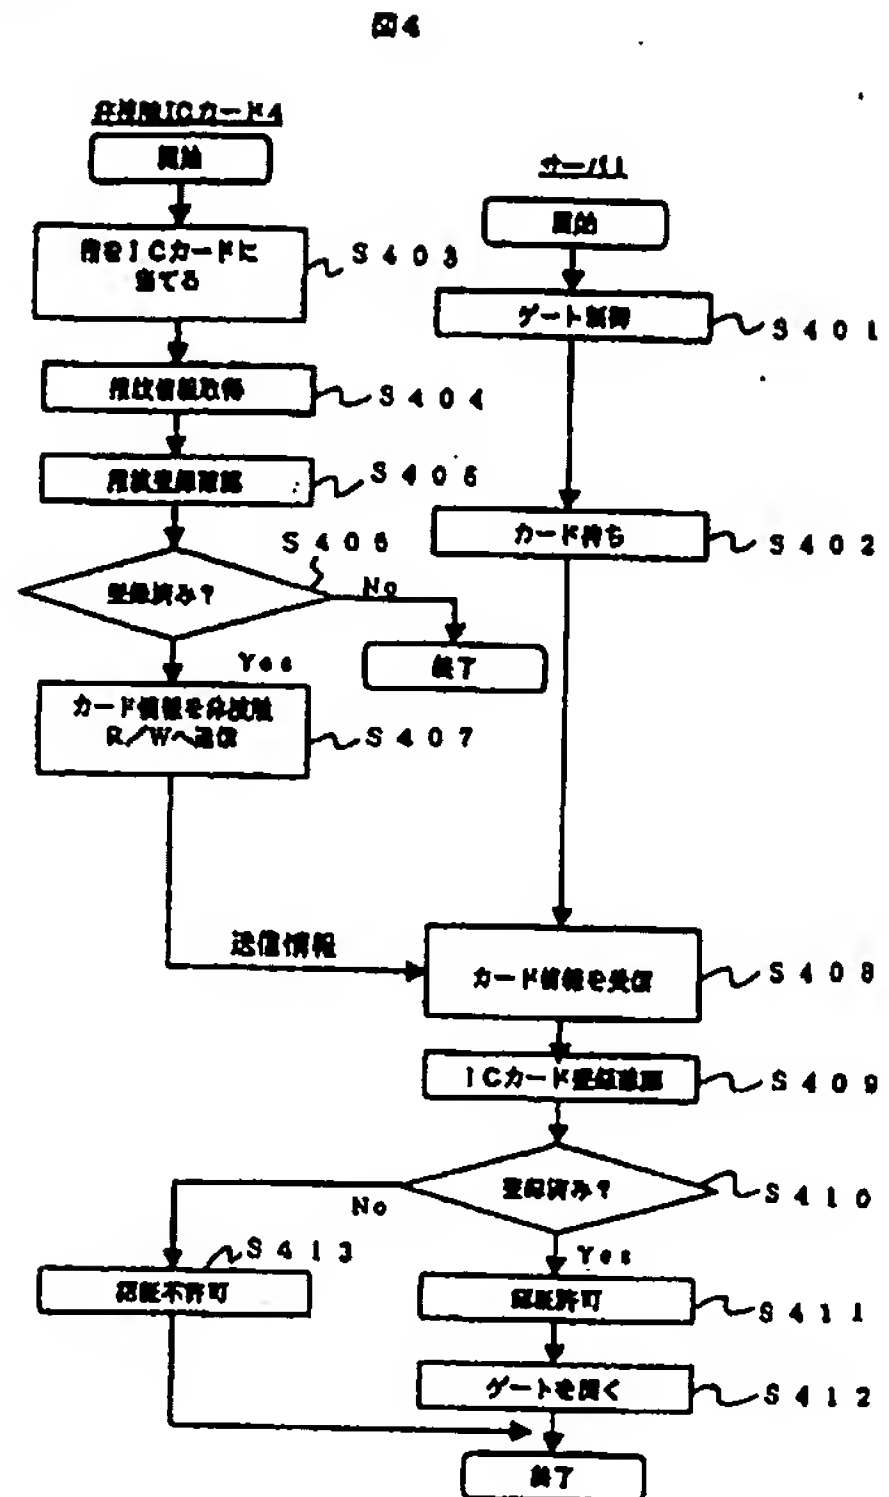 図4
非接触ICカード4
開始
指をICカードに
当てる
S403
指紋情報取得
S404
指紋登録確認
S405
S406
登録済み?
No
終了
Yes
カード情報を非接触
R/Wへ送信
S407
送信情報
サーバ1
開始
ゲート制御
S401
カード待ち
S402
カード情報を受信
S408
ICカード登録確認
S409
登録済み?
S410
No
Yes
S413
認証不許可
認証許可
S411
ゲートを開く
S412
終了